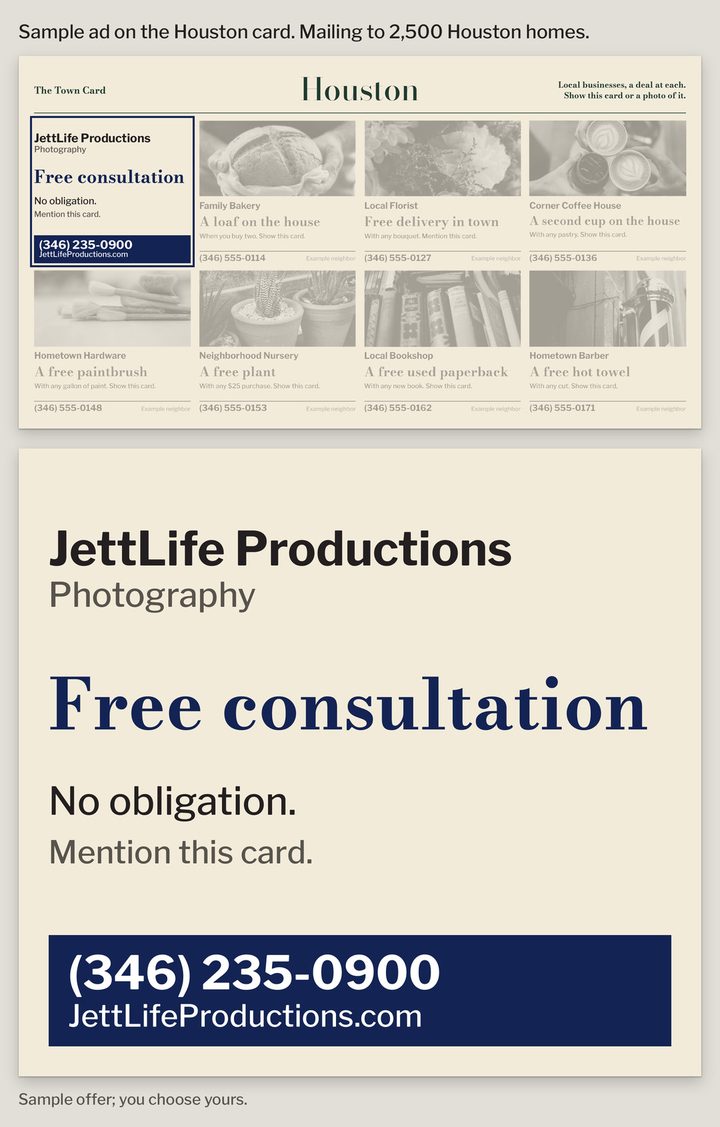 Sample ad on the Houston card. Mailing to 2,500 Houston homes.
The Town Card
Houston
Local businesses, a deal at each.
Show this card or a photo of it.
JettLife Productions
Photography
Free consultation
No obligation.
Mention this card.
(346) 235-0900
JettLifeProductions.com
Family Bakery
A loaf on the house
When you buy two. Show this card.
(346) 555-0114
Example neighbor
Local Florist
Free delivery in town
With any bouquet. Mention this card.
(346) 555-0127
Example neighbor
Corner Coffee House
A second cup on the house
With any pastry. Show this card.
(346) 555-0136
Example neighbor
Hometown Hardware
A free paintbrush
With any gallon of paint. Show this card.
(346) 555-0148
Example neighbor
Neighborhood Nursery
A free plant
With any $25 purchase. Show this card.
(346) 555-0153
Example neighbor
Local Bookshop
A free used paperback
With any new book. Show this card.
(346) 555-0162
Example neighbor
Hometown Barber
A free hot towel
With any cut. Show this card.
(346) 555-0171
Example neighbor
JettLife Productions
Photography
Free consultation
No obligation.
Mention this card.
(346) 235-0900
JettLifeProductions.com
Sample offer; you choose yours.